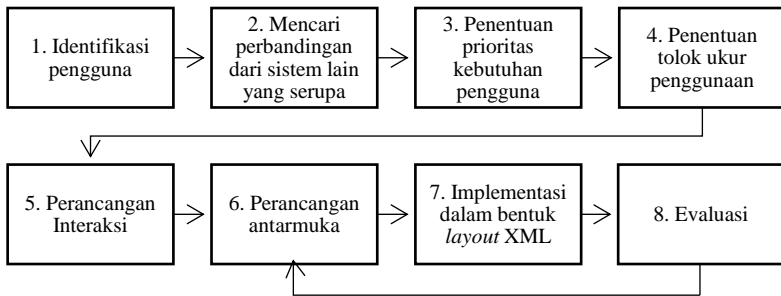 1. Identifikasi
pengguna
2. Mencari
perbandingan
dari sistem lain
yang serupa
3. Penentuan
prioritas
kebutuhan
pengguna
4. Penentuan
tolok ukur
penggunaan
5. Perancangan
Interaksi
6. Perancangan
antarmuka
7. Implementasi
dalam bentuk
layout XML
8. Evaluasi